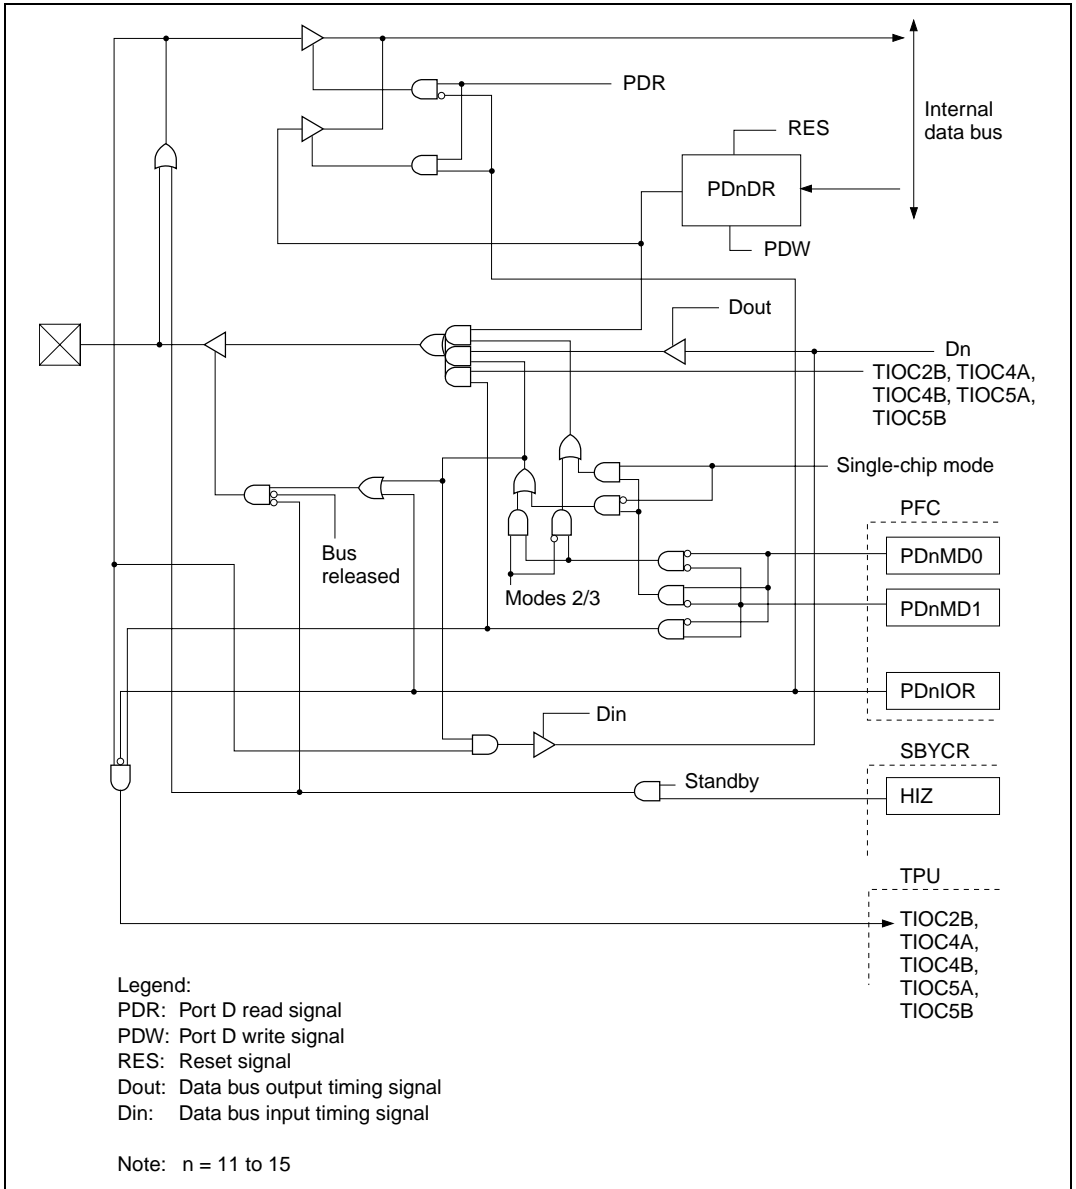 PDR
Internal
data bus
RES
PDnDR
PDW
Dout
Dn
TIOC2B, TIOC4A,
TIOC4B, TIOC5A,
TIOC5B
Single-chip mode
PFC
Bus
released
PDnMD0
Modes 2/3
PDnMD1
PDnIOR
Din
SBYCR
Standby
HIZ
TPU
TIOC2B,
TIOC4A,
TIOC4B,
TIOC5A,
TIOC5B
Legend:
PDR: Port D read signal
PDW: Port D write signal
RES: Reset signal
Dout: Data bus output timing signal
Din: Data bus input timing signal
Note: n = 11 to 15